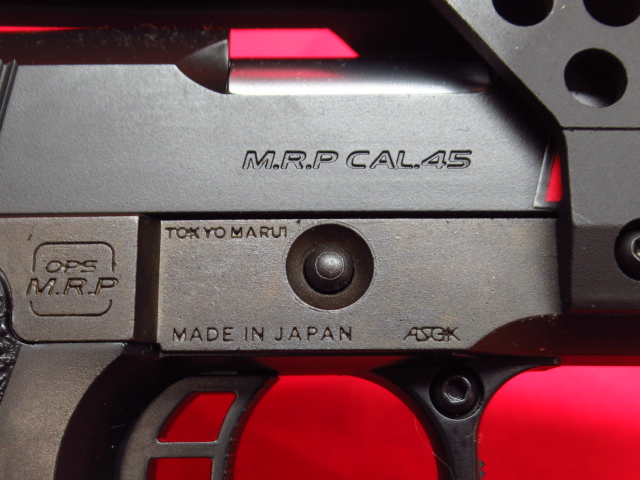 M.R.P CAL.45
TOKYO MARUI
OPS
M.R.P
MADE IN JAPAN ASGK